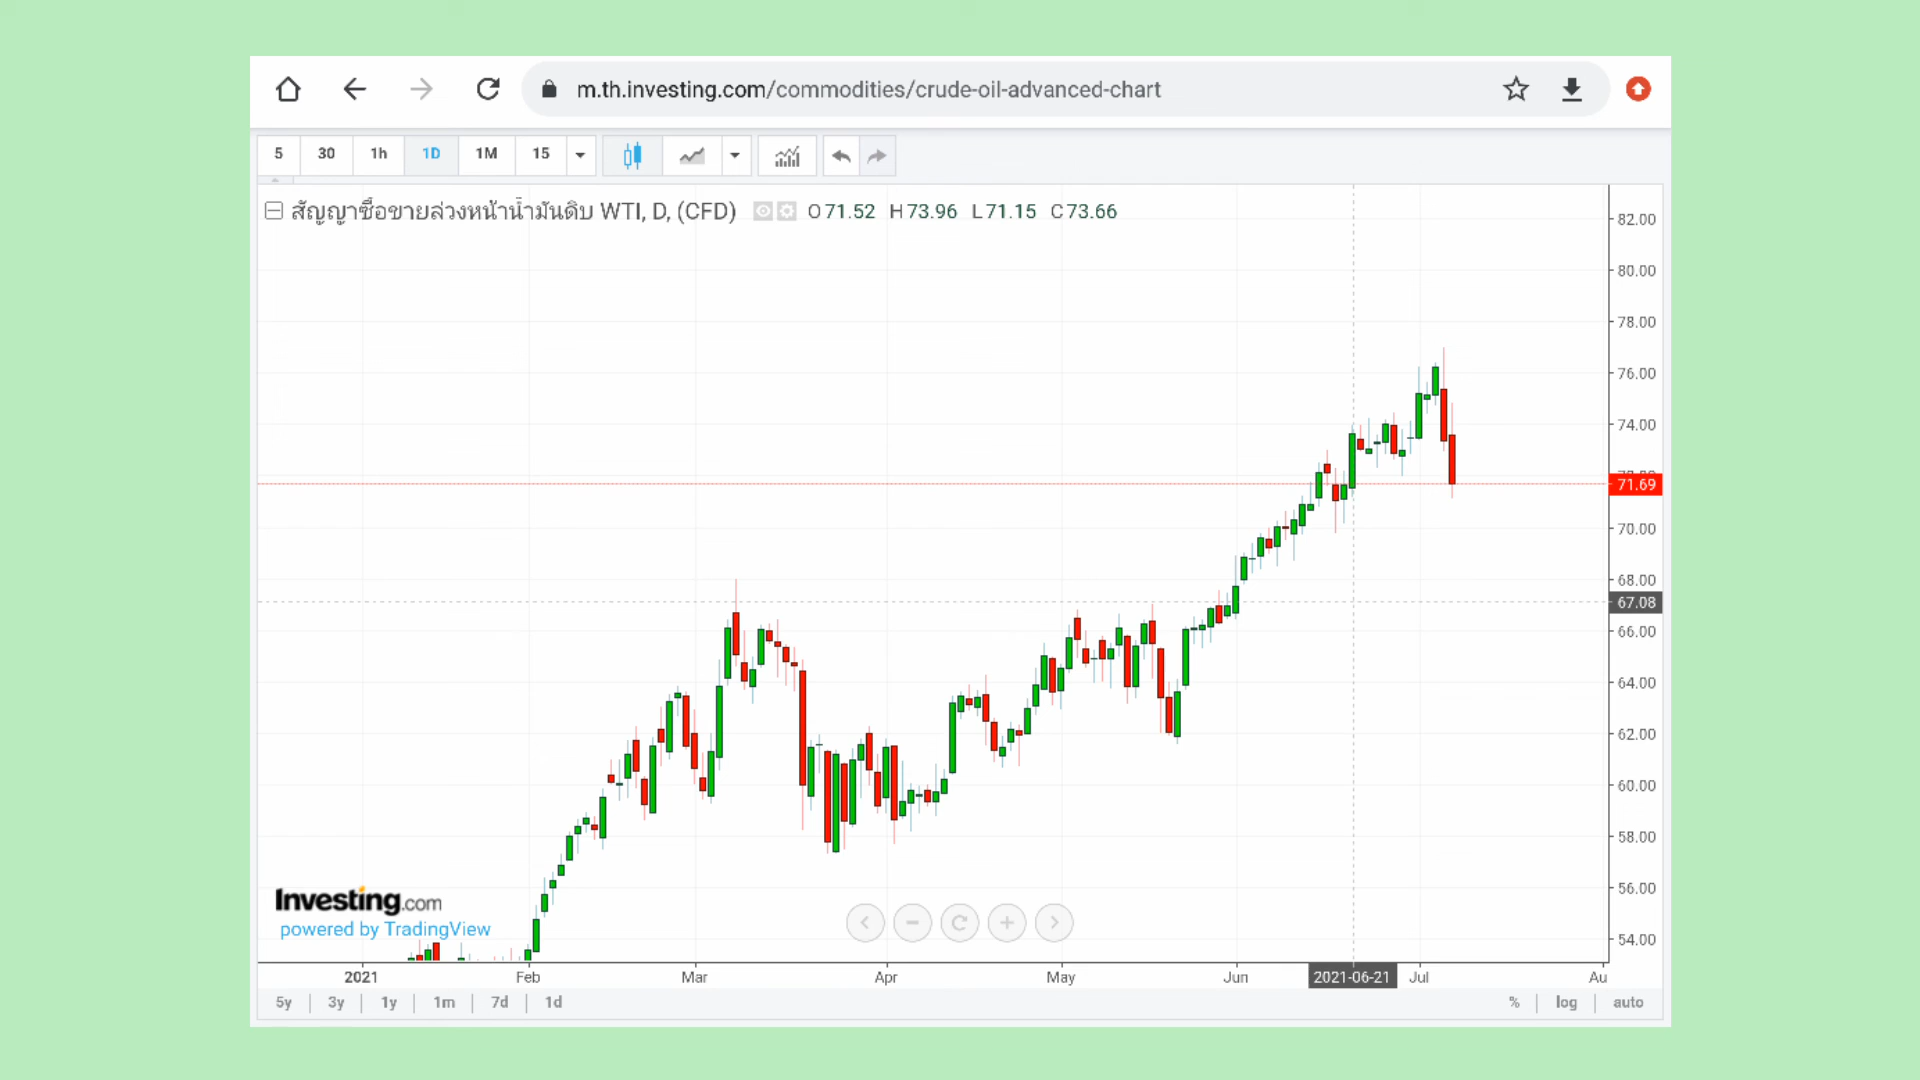 m.th.investing.com/commodities/crude-oil-advanced-chart
5 30 1h 1D 1M 15
สัญญาซื้อขายล่วงหน้าน้ำมันดิบ WTI, D, (CFD) O 71.52 H 73.96 L 71.15 C 73.66
82.00
80.00
78.00
76.00
74.00
71.69
70.00
68.00
67.08
66.00
64.00
62.00
60.00
58.00
56.00
54.00
Investing.com
powered by TradingView
2021 Feb Mar Apr May Jun 2021-06-21 Jul Au
5y 3y 1y 1m 7d 1d % log auto